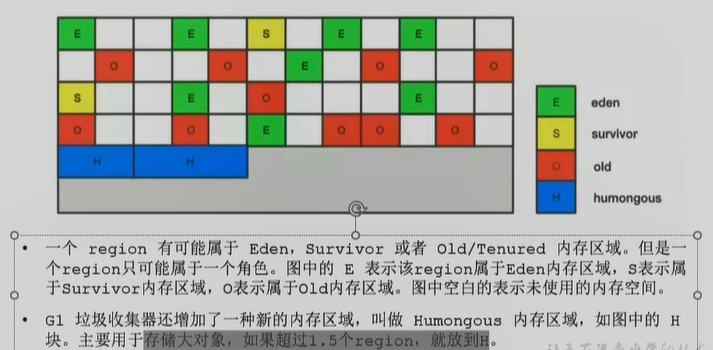 E E S E E
O O E O O
S E O E
O O E O O O
H H
E eden
S survivor
O old
H humongous
• 一个 region 有可能属于 Eden，Survivor 或者 Old/Tenured 内存区域。但是一
个region只可能属于一个角色。图中的 E 表示该region属于Eden内存区域，S表示属
于Survivor内存区域，O表示属于Old内存区域。图中空白的表示未使用的内存空间。
• G1 垃圾收集器还增加了一种新的内存区域，叫做 Humongous 内存区域，如图中的 H
块。主要用于存储大对象，如果超过1.5个region，就放到H。